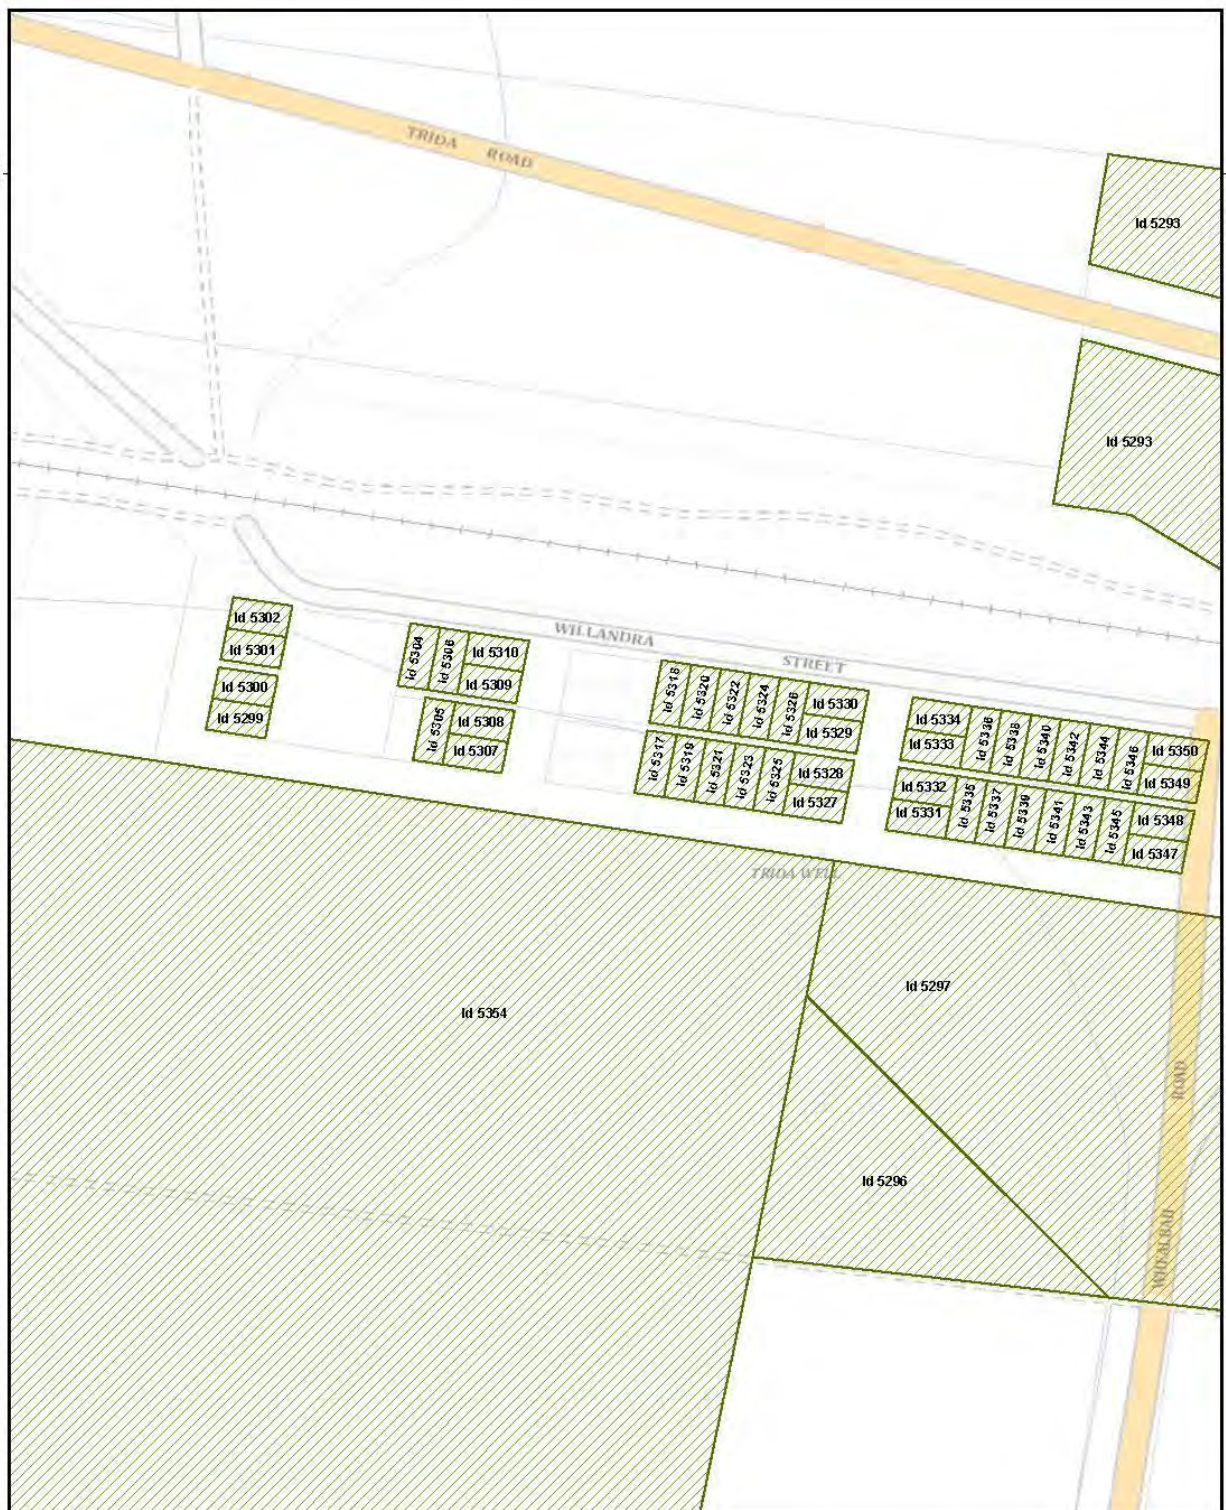 TRIDA ROAD
Id 5293
Id 5293
Id 5302
Id 5301
Id 5300
Id 5299
WILLANDRA STREET
Id 5304
Id 5306
Id 5310
Id 5309
Id 5305
Id 5308
Id 5307
Id 5318
Id 5320
Id 5322
Id 5324
Id 5326
Id 5330
Id 5329
Id 5317
Id 5319
Id 5321
Id 5323
Id 5325
Id 5328
Id 5327
Id 5334
Id 5333
Id 5336
Id 5338
Id 5340
Id 5342
Id 5344
Id 5346
Id 5350
Id 5349
Id 5332
Id 5331
Id 5335
Id 5337
Id 5339
Id 5341
Id 5343
Id 5345
Id 5348
Id 5347
TRIDA WELL
Id 5297
Id 5354
Id 5296
WHEALBAH ROAD